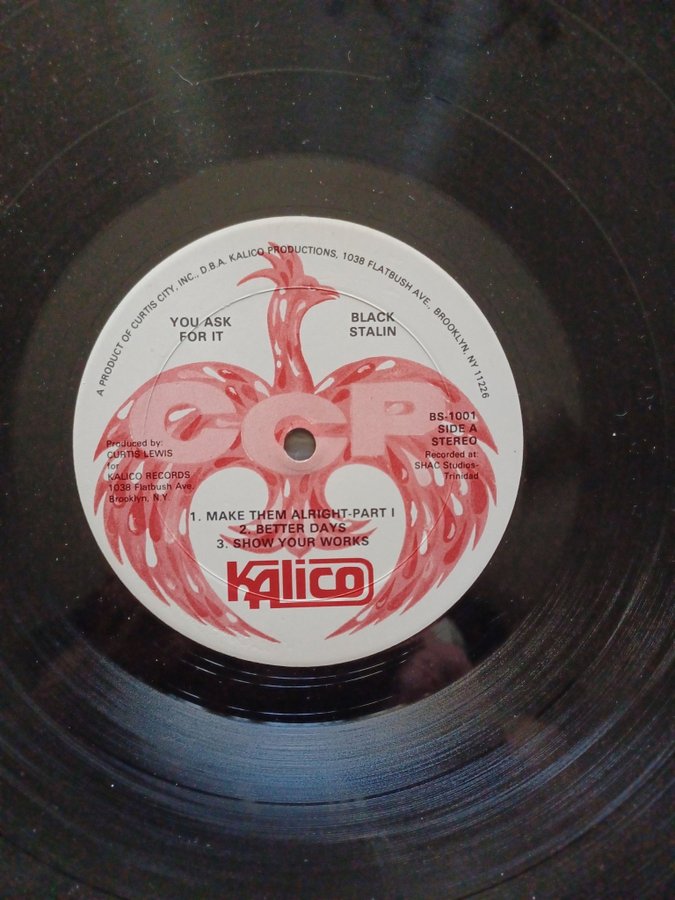 A PRODUCT OF CURTIS CITY, INC., D.B.A. KALICO PRODUCTIONS, 1038 FLATBUSH AVE., BROOKLYN, NY 11226
YOU ASK
FOR IT
BLACK
STALIN
CCP
BS-1001
SIDE A
STEREO
Recorded at:
SHAC Studios-
Trinidad
Produced by:
CURTIS LEWIS
for
KALICO RECORDS
1038 Flatbush Ave.
Brooklyn, N.Y
1. MAKE THEM ALRIGHT-PART I
2. BETTER DAYS
3. SHOW YOUR WORKS
KAlico